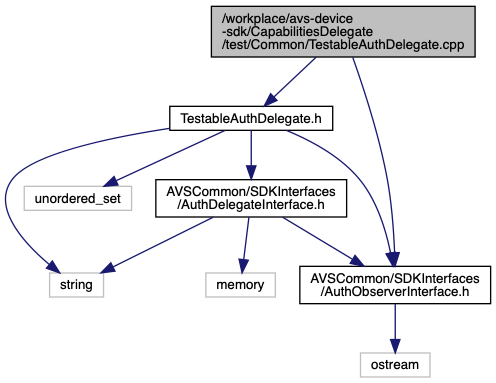 /workplace/avs-device
-sdk/CapabilitiesDelegate
/test/Common/TestableAuthDelegate.cpp
TestableAuthDelegate.h
unordered_set
AVSCommon/SDKInterfaces
/AuthDelegateInterface.h
string
memory
AVSCommon/SDKInterfaces
/AuthObserverInterface.h
ostream